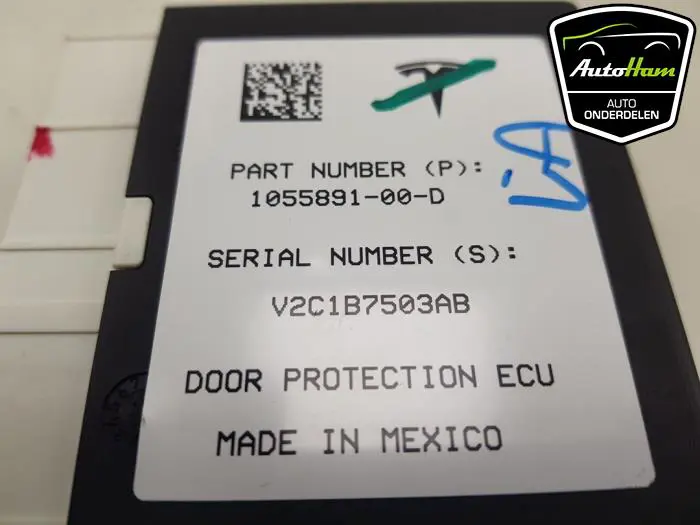 AutoHam
AUTO
ONDERDELEN
PART NUMBER (P):
1055891-00-D
SERIAL NUMBER (S):
V2C1B7503AB
DOOR PROTECTION ECU
MADE IN MEXICO